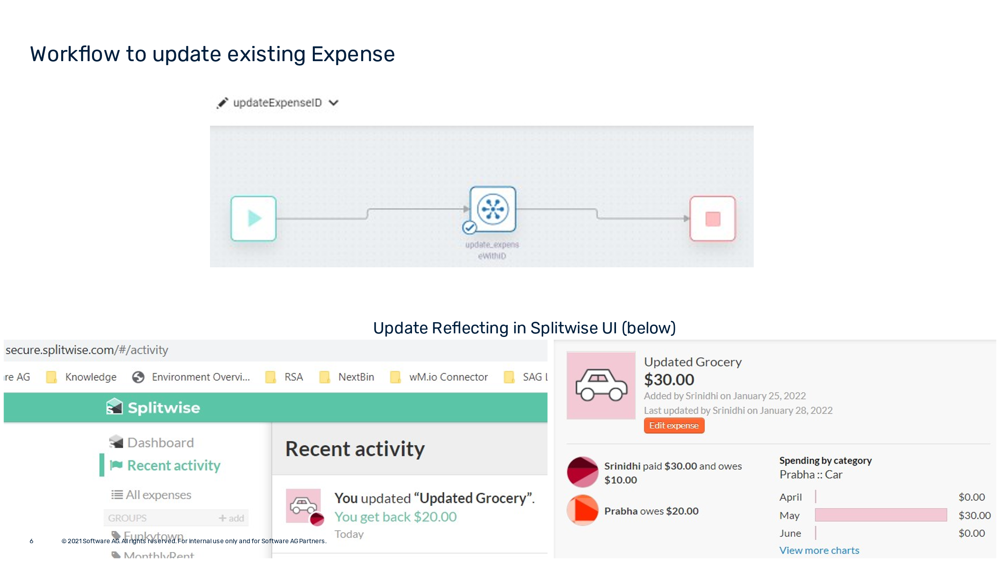 Workflow to update existing Expense
updateExpenseID
update_expens
eWithID
Update Reflecting in Splitwise UI (below)
secure.splitwise.com/#/activity
re AG Knowledge Environment Overvi... RSA NextBin wM.io Connector SAG L
Splitwise
Dashboard
Recent activity
All expenses
GROUPS + add
Funkytown
MonthlyRent
Recent activity
You updated “Updated Grocery”.
You get back $20.00
Today
Updated Grocery
$30.00
Added by Srinidhi on January 25, 2022
Last updated by Srinidhi on January 28, 2022
Edit expense
Srinidhi paid $30.00 and owes
$10.00
Prabha owes $20.00
Spending by category
Prabha :: Car
April $0.00
May $30.00
June $0.00
View more charts
6 © 2021 Software AG. All rights reserved. For internal use only and for Software AG Partners.